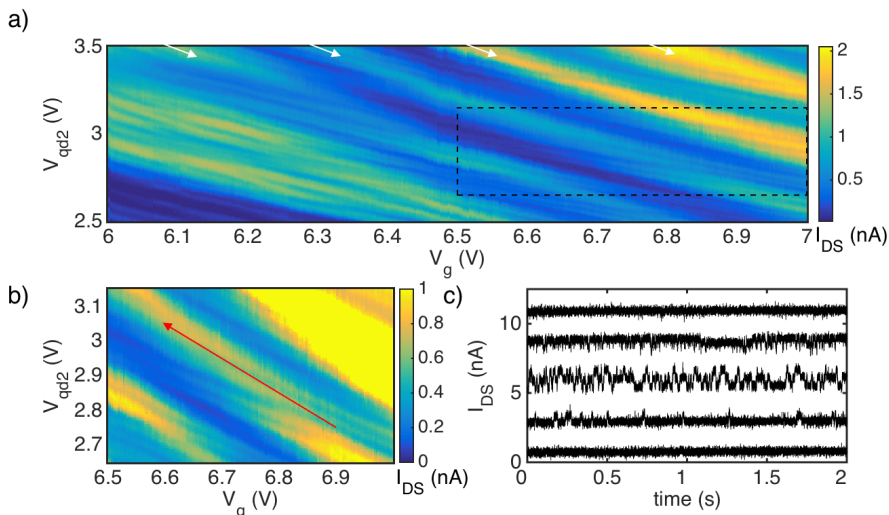 a)
3.5
3
2.5
V_qd2 (V)
6 6.1 6.2 6.3 6.4 6.5 6.6 6.7 6.8 6.9 7
V_g (V)
2
1.5
1
0.5
I_DS (nA)
b)
3.1
3
2.9
2.8
2.7
V_qd2 (V)
6.5 6.6 6.7 6.8 6.9
V_g (V)
1
0.8
0.6
0.4
0.2
0
I_DS (nA)
c)
10
5
0
I_DS (nA)
0 0.5 1 1.5 2
time (s)